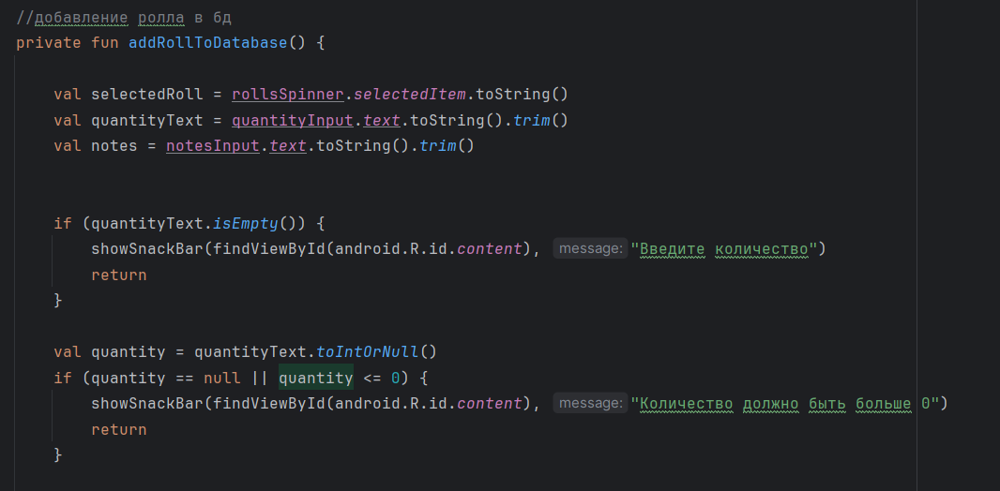 //добавление ролла в бд
private fun addRollToDatabase() {
val selectedRoll = rollsSpinner.selectedItem.toString()
val quantityText = quantityInput.text.toString().trim()
val notes = notesInput.text.toString().trim()
if (quantityText.isEmpty()) {
showSnackBar(findViewById(android.R.id.content), message: "Введите количество")
return
}
val quantity = quantityText.toIntOrNull()
if (quantity == null || quantity <= 0) {
showSnackBar(findViewById(android.R.id.content), message: "Количество должно быть больше 0")
return
}